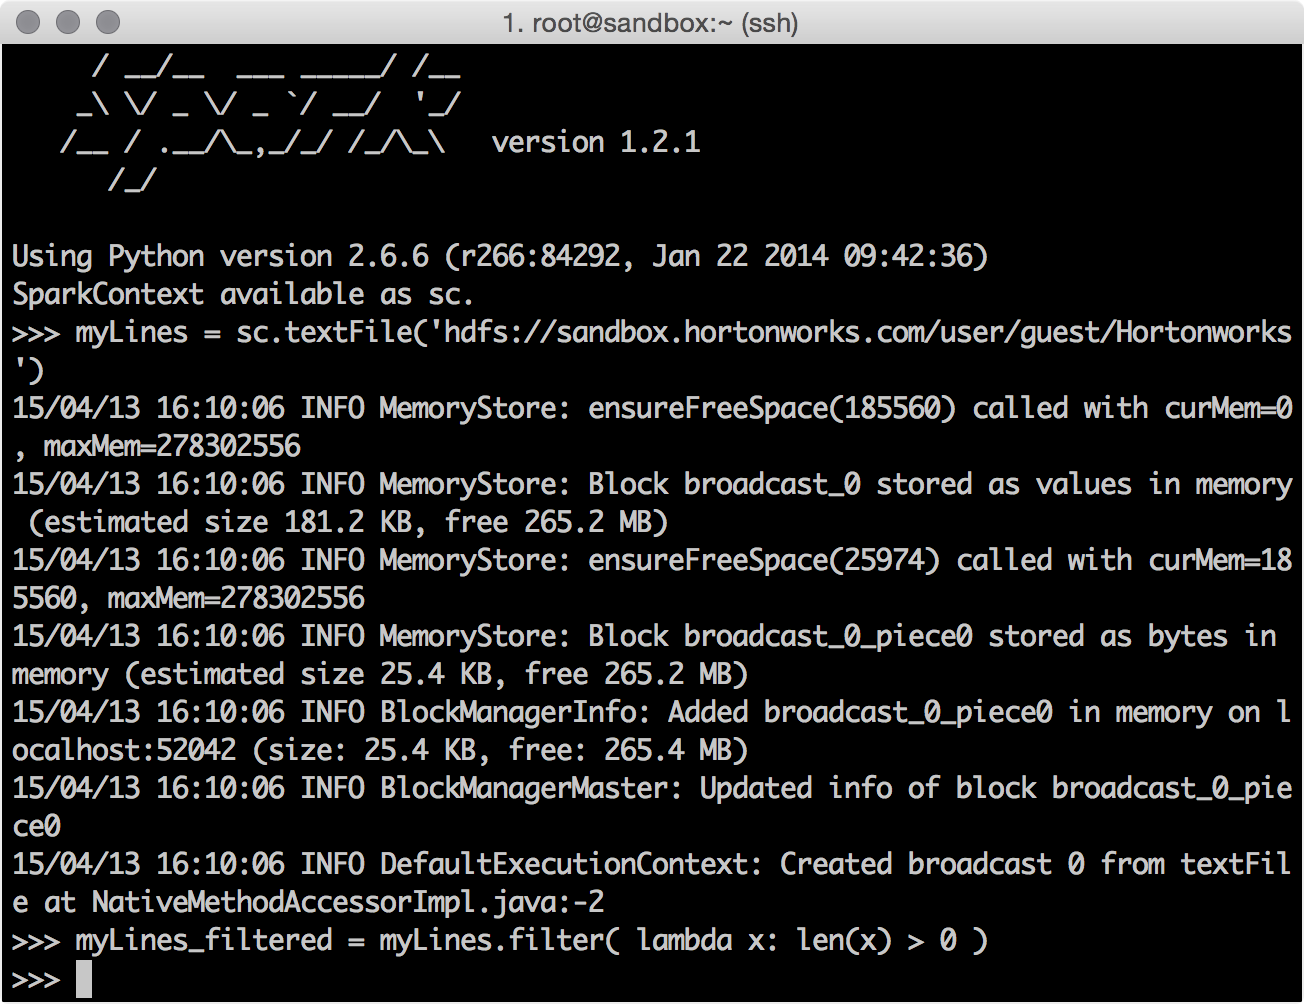 1. root@sandbox:~ (ssh)
      / __/__  ___ _____/ /__
    _\ \/ _ \/ _ `/ __/  '_/
   /__ / .__/\_,_/_/ /_/\_\   version 1.2.1
      /_/
Using Python version 2.6.6 (r266:84292, Jan 22 2014 09:42:36)
SparkContext available as sc.
>>> myLines = sc.textFile('hdfs://sandbox.hortonworks.com/user/guest/Hortonworks
')
15/04/13 16:10:06 INFO MemoryStore: ensureFreeSpace(185560) called with curMem=0
, maxMem=278302556
15/04/13 16:10:06 INFO MemoryStore: Block broadcast_0 stored as values in memory
 (estimated size 181.2 KB, free 265.2 MB)
15/04/13 16:10:06 INFO MemoryStore: ensureFreeSpace(25974) called with curMem=18
5560, maxMem=278302556
15/04/13 16:10:06 INFO MemoryStore: Block broadcast_0_piece0 stored as bytes in
memory (estimated size 25.4 KB, free 265.2 MB)
15/04/13 16:10:06 INFO BlockManagerInfo: Added broadcast_0_piece0 in memory on l
ocalhost:52042 (size: 25.4 KB, free: 265.4 MB)
15/04/13 16:10:06 INFO BlockManagerMaster: Updated info of block broadcast_0_pie
ce0
15/04/13 16:10:06 INFO DefaultExecutionContext: Created broadcast 0 from textFil
e at NativeMethodAccessorImpl.java:-2
>>> myLines_filtered = myLines.filter( lambda x: len(x) > 0 )
>>>